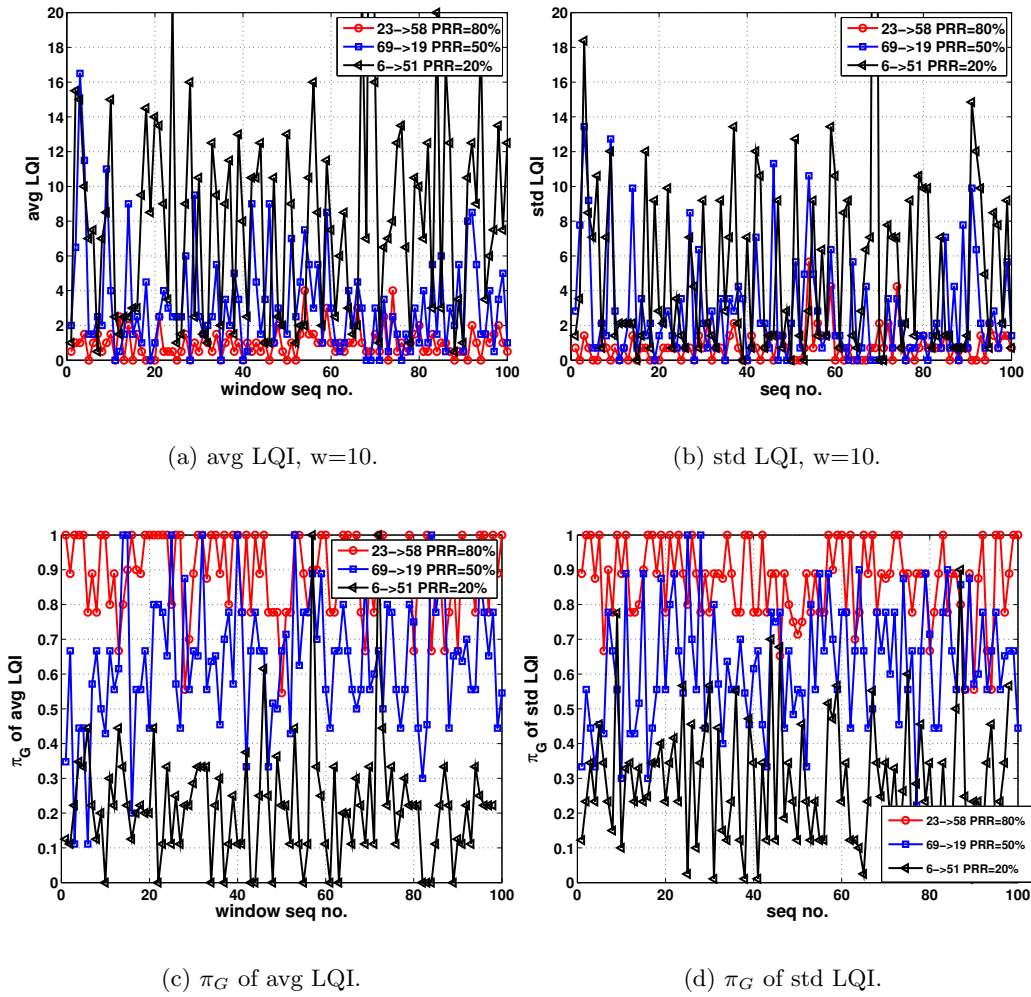 avg LQI
20
18
16
14
12
10
8
6
4
2
0
0 20 40 60 80 100
window seq no.
23->58 PRR=80%
69->19 PRR=50%
6->51 PRR=20%
(a) avg LQI, w=10.
std LQI
20
18
16
14
12
10
8
6
4
2
0
0 20 40 60 80 100
seq no.
23->58 PRR=80%
69->19 PRR=50%
6->51 PRR=20%
(b) std LQI, w=10.
π_G of avg LQI
1
0.9
0.8
0.7
0.6
0.5
0.4
0.3
0.2
0.1
0
0 20 40 60 80 100
window seq no.
23->58 PRR=80%
69->19 PRR=50%
6->51 PRR=20%
(c) π_G of avg LQI.
π_G of std LQI
1
0.9
0.8
0.7
0.6
0.5
0.4
0.3
0.2
0.1
0
0 20 40 60 80 100
seq no.
23->58 PRR=80%
69->19 PRR=50%
6->51 PRR=20%
(d) π_G of std LQI.